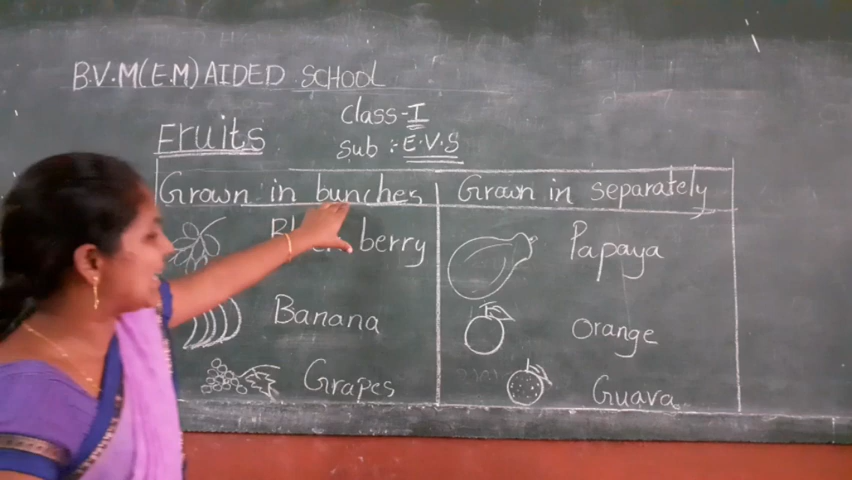 B.V.M(E.M) AIDED SCHOOL
class-I
Fruits
sub :- E.V.S
Grown in bunches
Grown in separately
berry
Papaya
Banana
Orange
Grapes
Guava